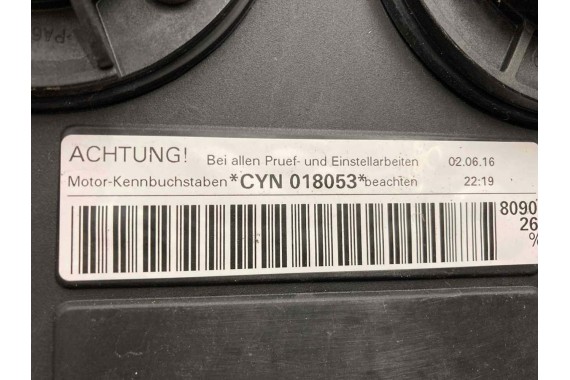 ACHTUNG! Bei allen Pruef- und Einstellarbeiten 02.06.16
Motor-Kennbuchstaben *CYN 018053* beachten 22:19
8090
26
%